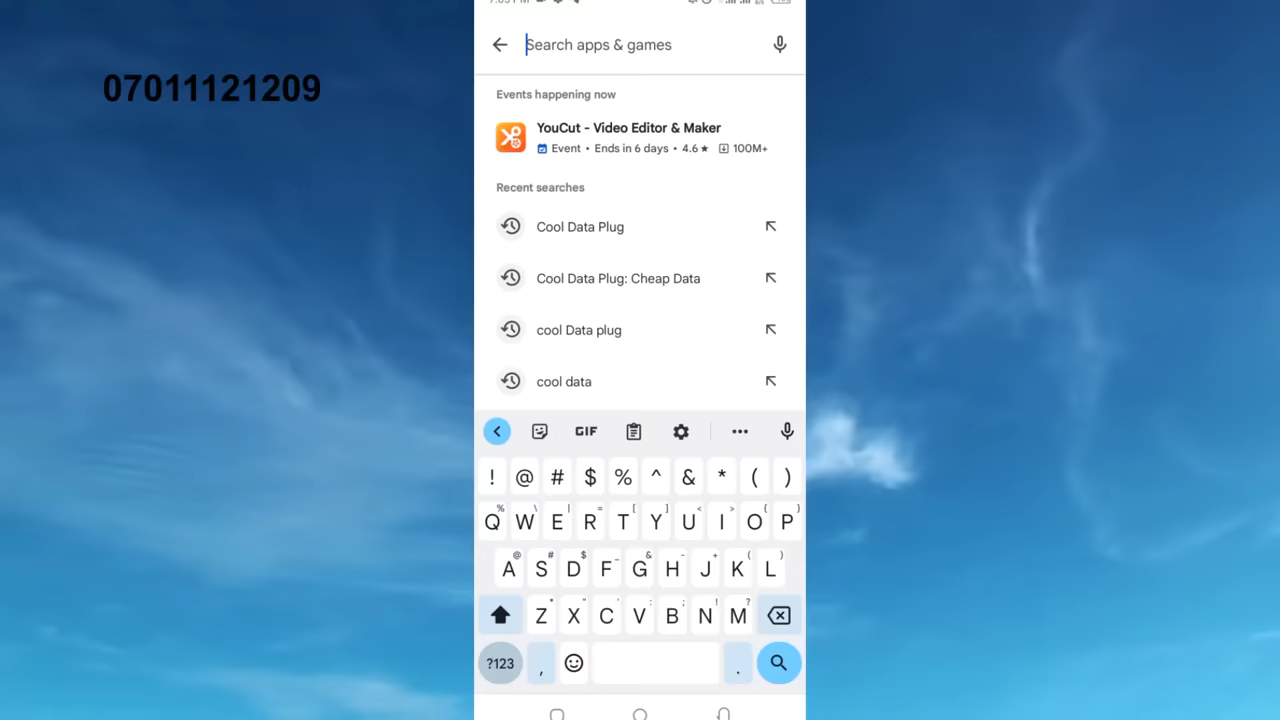 07011121209
Search apps & games
Events happening now
YouCut - Video Editor & Maker
Event • Ends in 6 days • 4.6 ★ 100M+
Recent searches
Cool Data Plug
Cool Data Plug: Cheap Data
cool Data plug
cool data
GIF
! @ # $ % ^ & * ( )
Q W E R T Y U I O P
A S D F G H J K L
Z X C V B N M
?123 , .